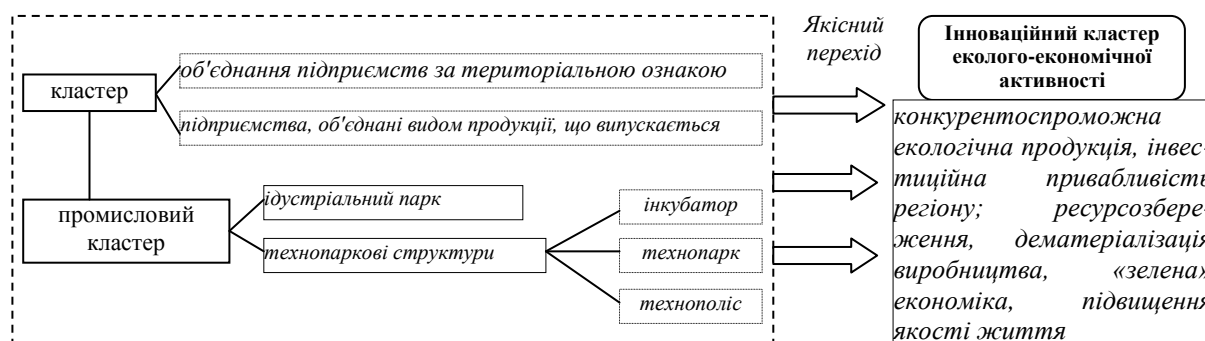 об'єднання підприємств за територіальною ознакою
кластер
підприємства, об'єднані видом продукції, що випускається
промисловий
кластер
ідустріальний парк
технопаркові структури
інкубатор
технопарк
технополіс
Якісний
перехід
Інноваційний кластер
еколого-економічної
активності
конкурентоспроможна
екологічна продукція, інвес-
тиційна привабливість
регіону; ресурсозбере-
ження, дематеріалізація
виробництва, «зелена»
економіка, підвищення
якості життя